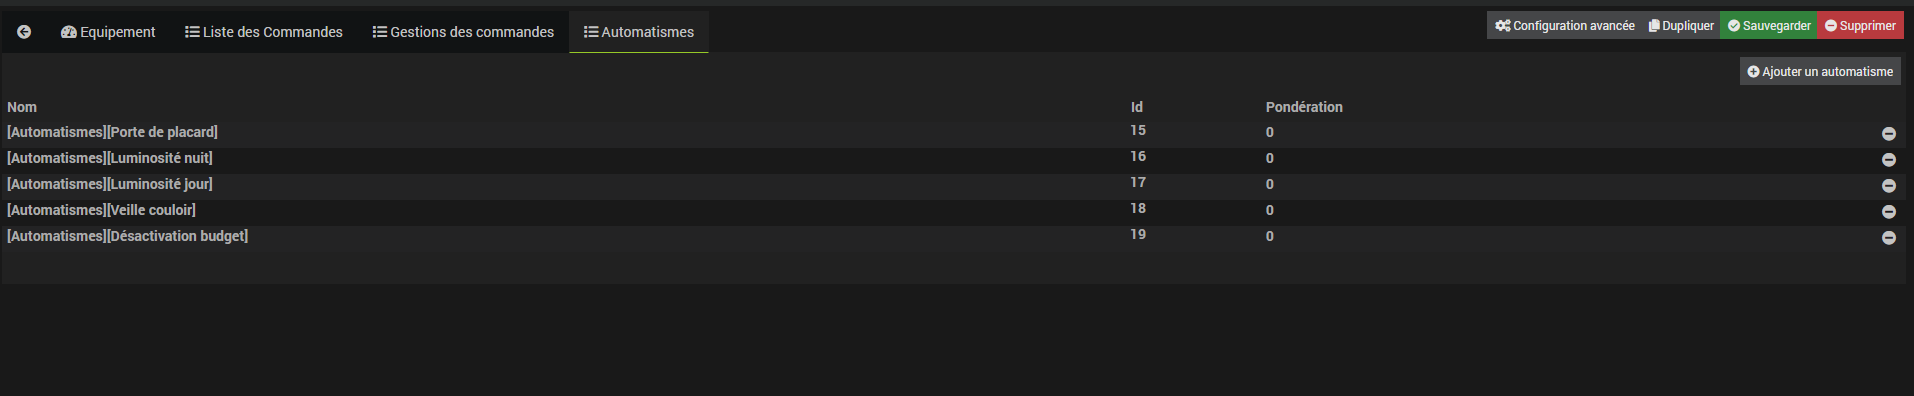 Equipement Liste des Commandes Gestions des commandes Automatismes Configuration avancée Dupliquer Sauvegarder Supprimer
Ajouter un automatisme
Nom Id Pondération
[Automatismes][Porte de placard] 15 0
[Automatismes][Luminosité nuit] 16 0
[Automatismes][Luminosité jour] 17 0
[Automatismes][Veille couloir] 18 0
[Automatismes][Désactivation budget] 19 0